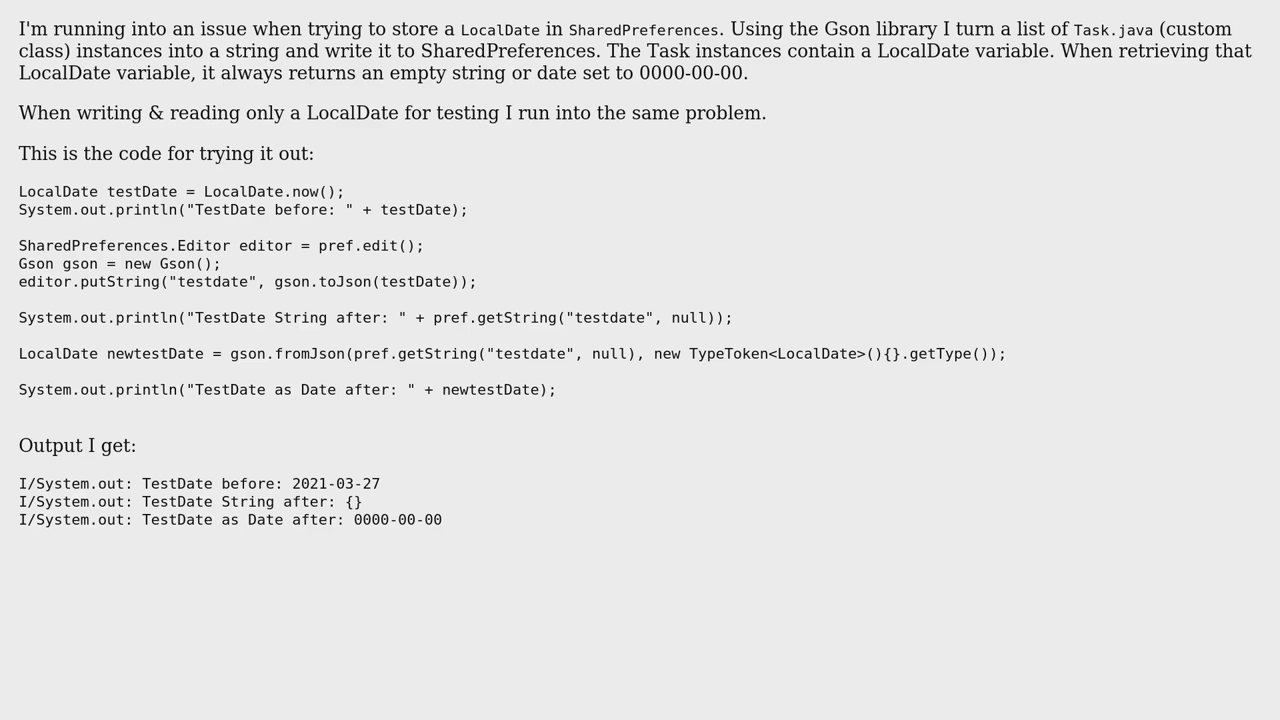 I'm running into an issue when trying to store a LocalDate in SharedPreferences. Using the Gson library I turn a list of Task.java (custom
class) instances into a string and write it to SharedPreferences. The Task instances contain a LocalDate variable. When retrieving that
LocalDate variable, it always returns an empty string or date set to 0000-00-00.
When writing & reading only a LocalDate for testing I run into the same problem.
This is the code for trying it out:
LocalDate testDate = LocalDate.now();
System.out.println("TestDate before: " + testDate);
SharedPreferences.Editor editor = pref.edit();
Gson gson = new Gson();
editor.putString("testdate", gson.toJson(testDate));
System.out.println("TestDate String after: " + pref.getString("testdate", null));
LocalDate newtestDate = gson.fromJson(pref.getString("testdate", null), new TypeToken<LocalDate>(){}.getType());
System.out.println("TestDate as Date after: " + newtestDate);
Output I get:
I/System.out: TestDate before: 2021-03-27
I/System.out: TestDate String after: {}
I/System.out: TestDate as Date after: 0000-00-00